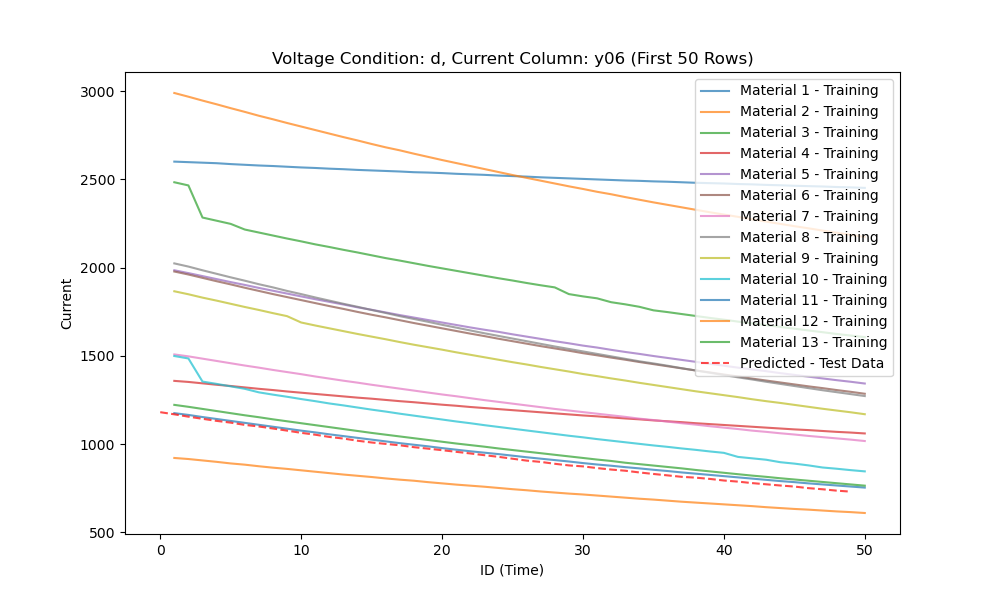 Voltage Condition: d, Current Column: y06 (First 50 Rows)
3000
2500
2000
1500
1000
500
Current
0
10
20
30
40
50
ID (Time)
Material 1 - Training
Material 2 - Training
Material 3 - Training
Material 4 - Training
Material 5 - Training
Material 6 - Training
Material 7 - Training
Material 8 - Training
Material 9 - Training
Material 10 - Training
Material 11 - Training
Material 12 - Training
Material 13 - Training
Predicted - Test Data